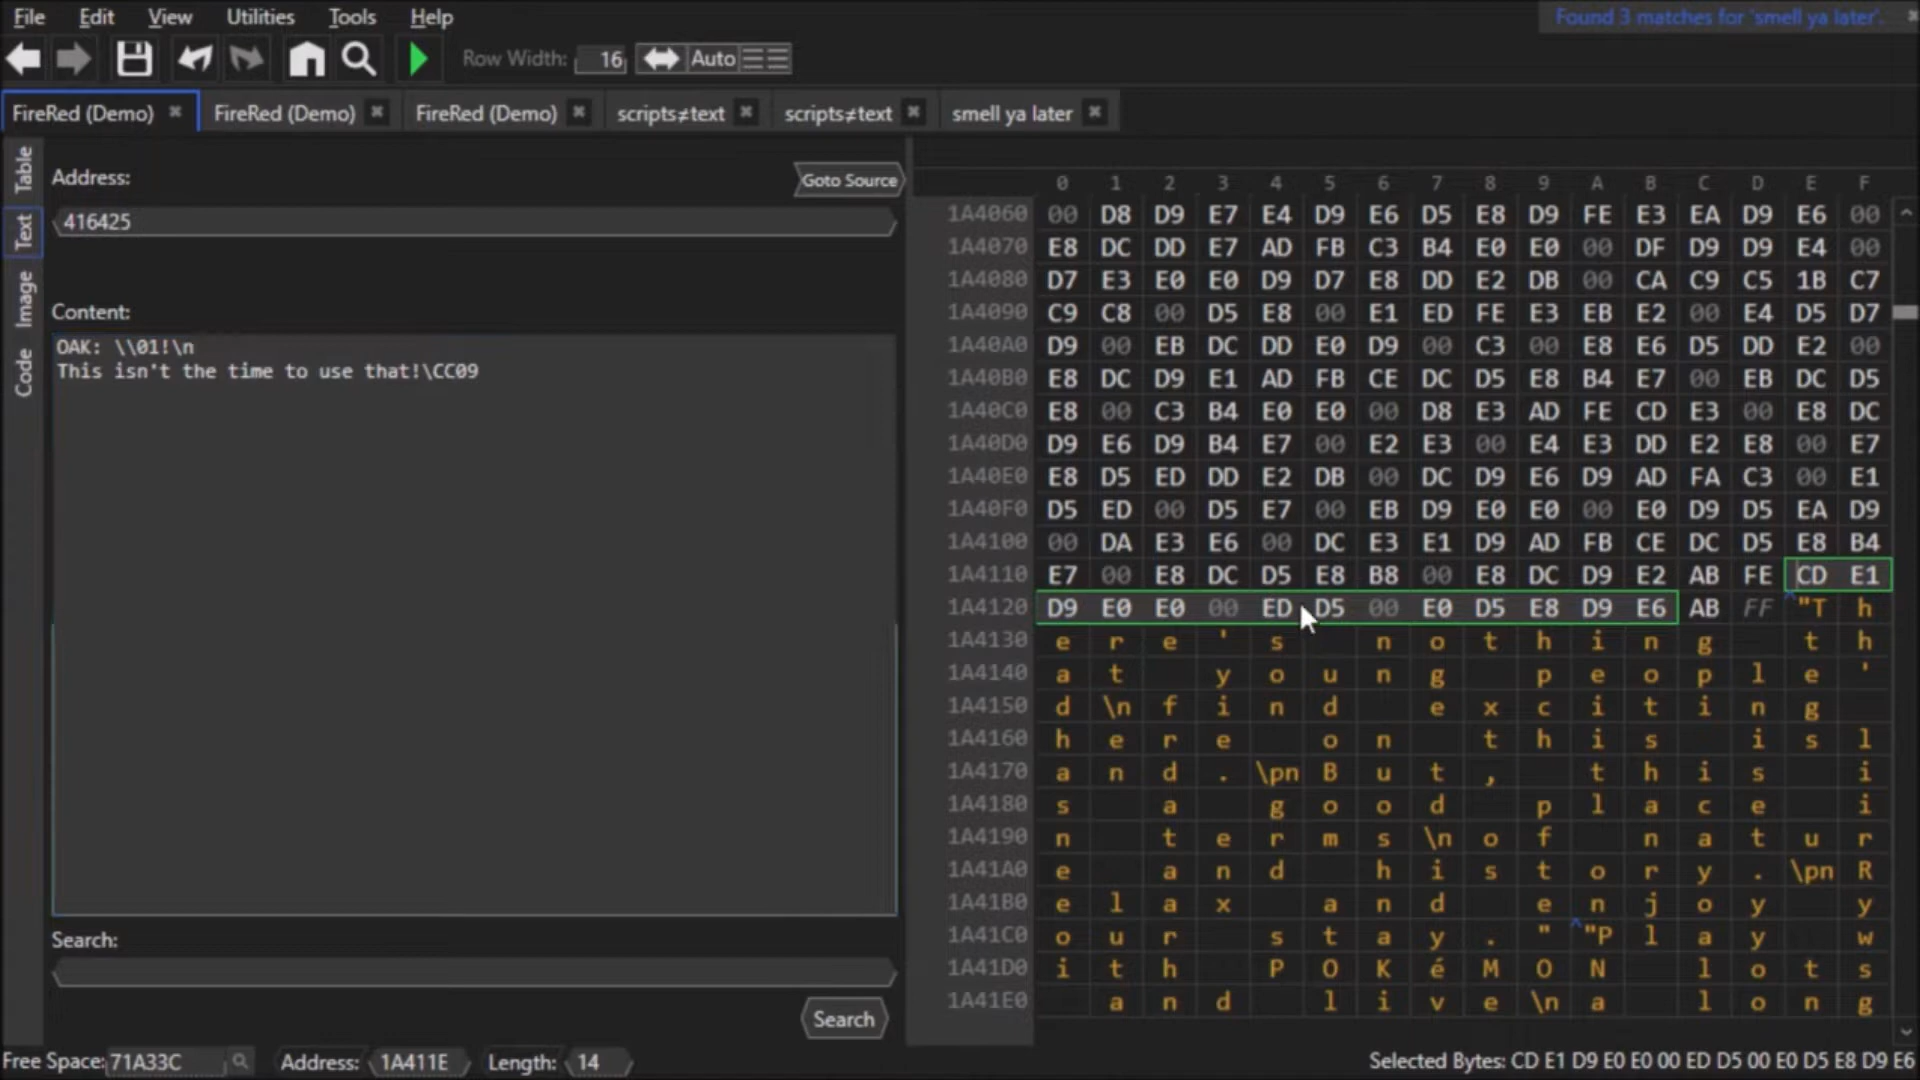 File Edit View Utilities Tools Help
Found 3 matches for 'smell ya later'.
Row Width: 16 Auto
FireRed (Demo) FireRed (Demo) FireRed (Demo) scripts≠text scripts≠text smell ya later
Table
Text
Image
Code
Address:
Goto Source
416425
Content:
OAK: \\01!\n
This isn't the time to use that!\CC09
Search:
Search
0 1 2 3 4 5 6 7 8 9 A B C D E F
1A4060 00 D8 D9 E7 E4 D9 E6 D5 E8 D9 FE E3 EA D9 E6 00
1A4070 E8 DC DD E7 AD FB C3 B4 E0 E0 00 DF D9 D9 E4 00
1A4080 D7 E3 E0 E0 D9 D7 E8 DD E2 DB 00 CA C9 C5 1B C7
1A4090 C9 C8 00 D5 E8 00 E1 ED FE E3 EB E2 00 E4 D5 D7
1A40A0 D9 00 EB DC DD E0 D9 00 C3 00 E8 E6 D5 DD E2 00
1A40B0 E8 DC D9 E1 AD FB CE DC D5 E8 B4 E7 00 EB DC D5
1A40C0 E8 00 C3 B4 E0 E0 00 D8 E3 AD FE CD E3 00 E8 DC
1A40D0 D9 E6 D9 B4 E7 00 E2 E3 00 E4 E3 DD E2 E8 00 E7
1A40E0 E8 D5 ED DD E2 DB 00 DC D9 E6 D9 AD FA C3 00 E1
1A40F0 D5 ED 00 D5 E7 00 EB D9 E0 E0 00 E0 D9 D5 EA D9
1A4100 00 DA E3 E6 00 DC E3 E1 D9 AD FB CE DC D5 E8 B4
1A4110 E7 00 E8 DC D5 E8 B8 00 E8 DC D9 E2 AB FE CD E1
1A4120 D9 E0 E0 00 ED D5 00 E0 D5 E8 D9 E6 AB FF ^"T h
1A4130 e r e ' s n o t h i n g t h
1A4140 a t y o u n g p e o p l e '
1A4150 d \n f i n d e x c i t i n g
1A4160 h e r e o n t h i s i s l
1A4170 a n d . \pn B u t , t h i s i
1A4180 s a g o o d p l a c e i
1A4190 n t e r m s \n o f n a t u r
1A41A0 e a n d h i s t o r y . \pn R
1A41B0 e l a x a n d e n j o y y
1A41C0 o u r s t a y . " ^"P l a y w
1A41D0 i t h P O K é M O N l o t s
1A41E0 a n d l i v e \n a l o n g
Free Space: 71A33C Address: 1A411E Length: 14
Selected Bytes: CD E1 D9 E0 E0 00 ED D5 00 E0 D5 E8 D9 E6